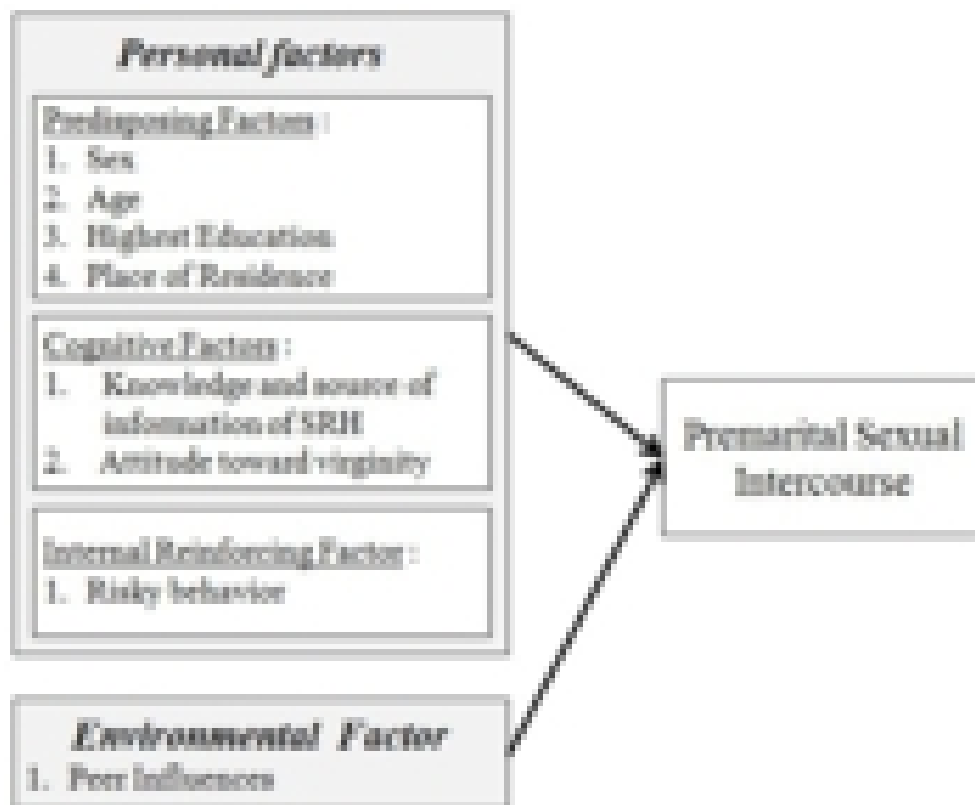 Personal factors
Predisposing Factors :
1. Sex
2. Age
3. Highest Education
4. Place of Residence
Cognitive Factors :
1. Knowledge and source of
information of SRH
2. Attitude toward virginity
Internal Reinforcing Factor :
1. Risky behavior
Premarital Sexual
Intercourse
Environmental Factor
1. Peer Influences